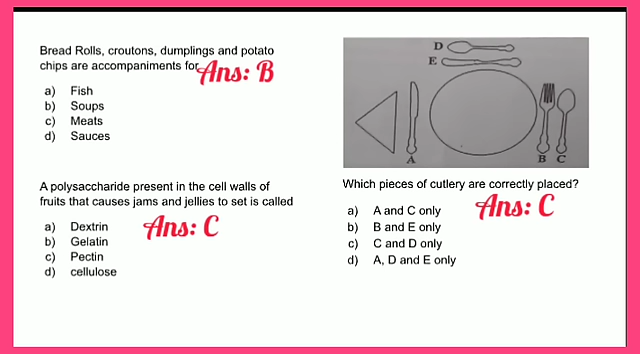 Bread Rolls, croutons, dumplings and potato
chips are accompaniments for
Ans: B
a) Fish
b) Soups
c) Meats
d) Sauces
A polysaccharide present in the cell walls of
fruits that causes jams and jellies to set is called
Ans: C
a) Dextrin
b) Gelatin
c) Pectin
d) cellulose
D
E
A
B C
Which pieces of cutlery are correctly placed?
Ans: C
a) A and C only
b) B and E only
c) C and D only
d) A, D and E only